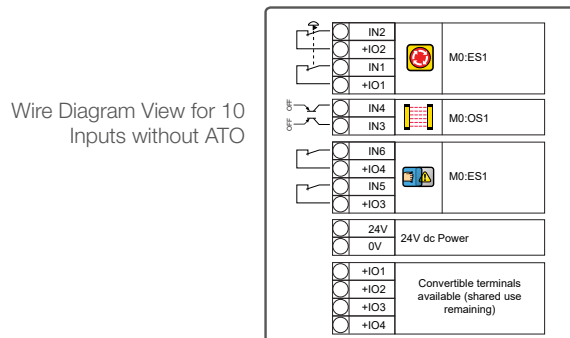 Wire Diagram View for 10
Inputs without ATO
IN2
+IO2
IN1
+IO1
M0:ES1
OFF
OFF
IN4
IN3
M0:OS1
IN6
+IO4
IN5
+IO3
M0:ES1
24V
0V
24V dc Power
+IO1
+IO2
+IO3
+IO4
Convertible terminals
available (shared use
remaining)